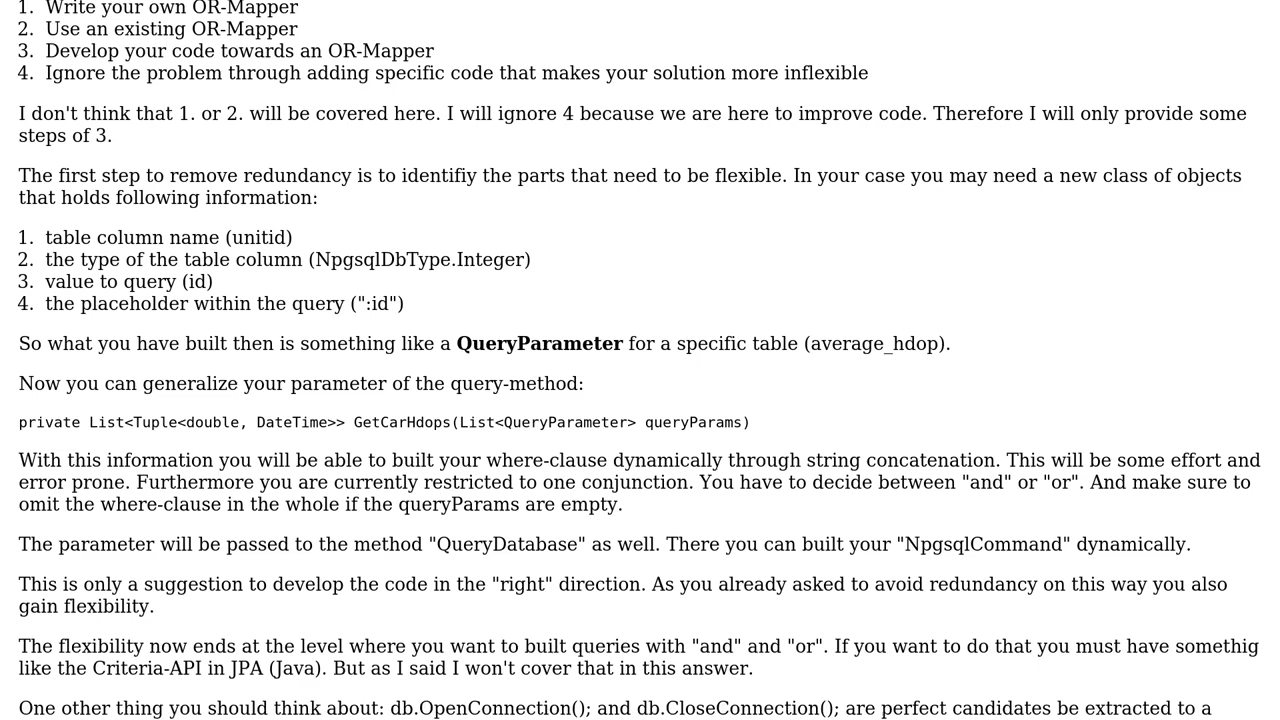 1. Write your own OR-Mapper
2. Use an existing OR-Mapper
3. Develop your code towards an OR-Mapper
4. Ignore the problem through adding specific code that makes your solution more inflexible
I don't think that 1. or 2. will be covered here. I will ignore 4 because we are here to improve code. Therefore I will only provide some
steps of 3.
The first step to remove redundancy is to identifiy the parts that need to be flexible. In your case you may need a new class of objects
that holds following information:
1. table column name (unitid)
2. the type of the table column (NpgsqlDbType.Integer)
3. value to query (id)
4. the placeholder within the query (":id")
So what you have built then is something like a QueryParameter for a specific table (average_hdop).
Now you can generalize your parameter of the query-method:
private List<Tuple<double, DateTime>> GetCarHdops(List<QueryParameter> queryParams)
With this information you will be able to built your where-clause dynamically through string concatenation. This will be some effort and
error prone. Furthermore you are currently restricted to one conjunction. You have to decide between "and" or "or". And make sure to
omit the where-clause in the whole if the queryParams are empty.
The parameter will be passed to the method "QueryDatabase" as well. There you can built your "NpgsqlCommand" dynamically.
This is only a suggestion to develop the code in the "right" direction. As you already asked to avoid redundancy on this way you also
gain flexibility.
The flexibility now ends at the level where you want to built queries with "and" and "or". If you want to do that you must have somethig
like the Criteria-API in JPA (Java). But as I said I won't cover that in this answer.
One other thing you should think about: db.OpenConnection(); and db.CloseConnection(); are perfect candidates be extracted to a